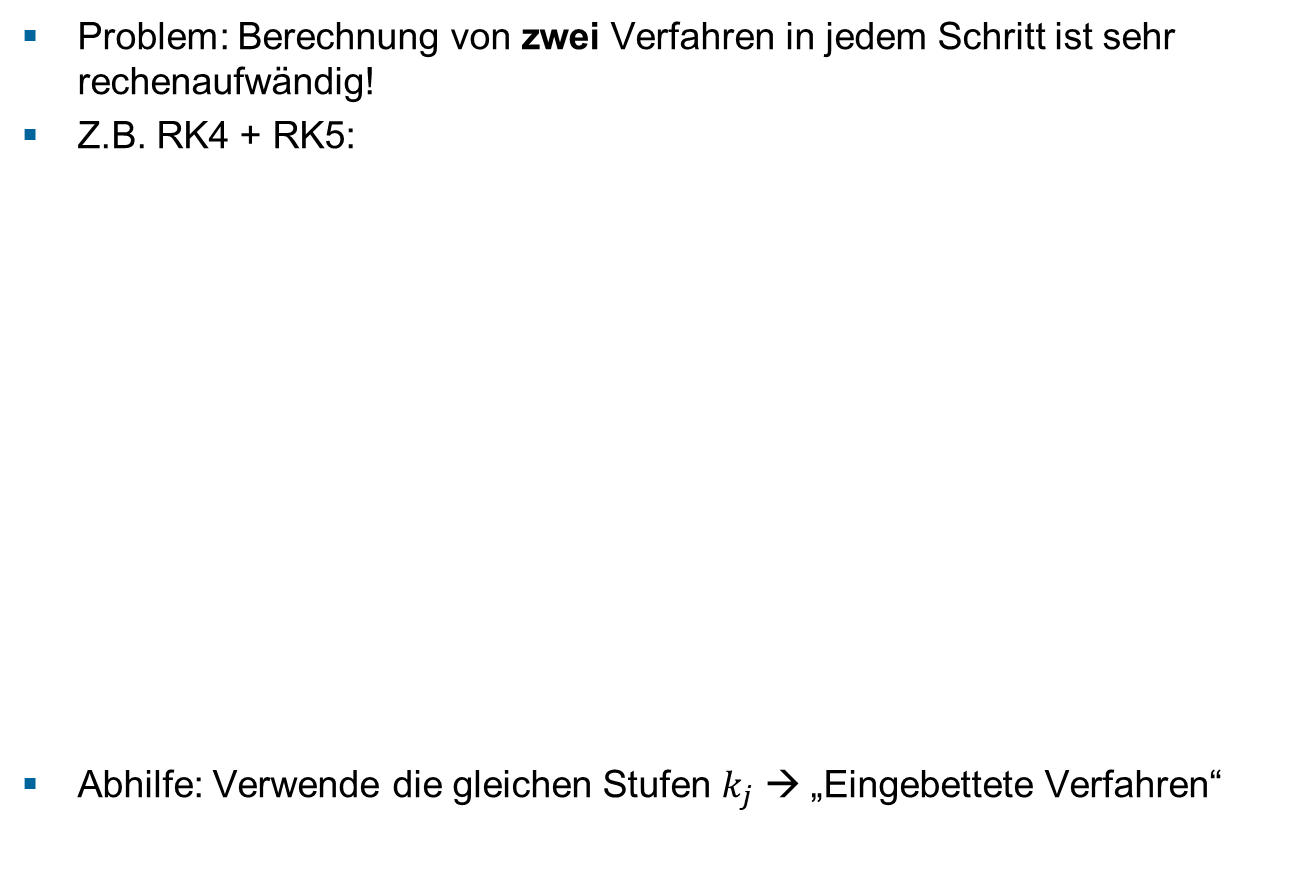 ▪ Problem: Berechnung von zwei Verfahren in jedem Schritt ist sehr
rechenaufwändig!
▪ Z.B. RK4 + RK5:
▪ Abhilfe: Verwende die gleichen Stufen kⱼ → „Eingebettete Verfahren“